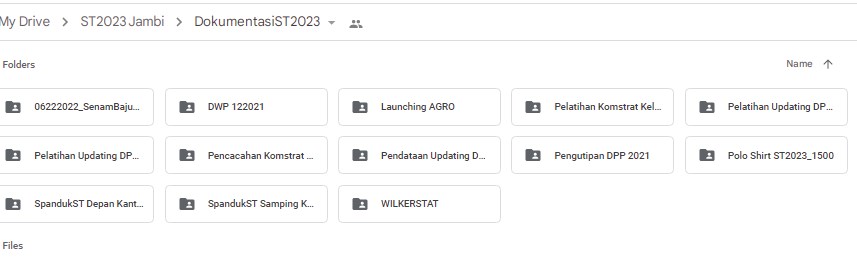 My Drive > ST2023 Jambi > DokumentasiST2023
Folders
Name
06222022_SenamBaju...
DWP 122021
Launching AGRO
Pelatihan Komstrat Kel...
Pelatihan Updating DP...
Pelatihan Updating DP...
Pencacahan Komstrat ...
Pendataan Updating D...
Pengutipan DPP 2021
Polo Shirt ST2023_1500
SpandukST Depan Kant...
SpandukST Samping K...
WILKERSTAT
Files